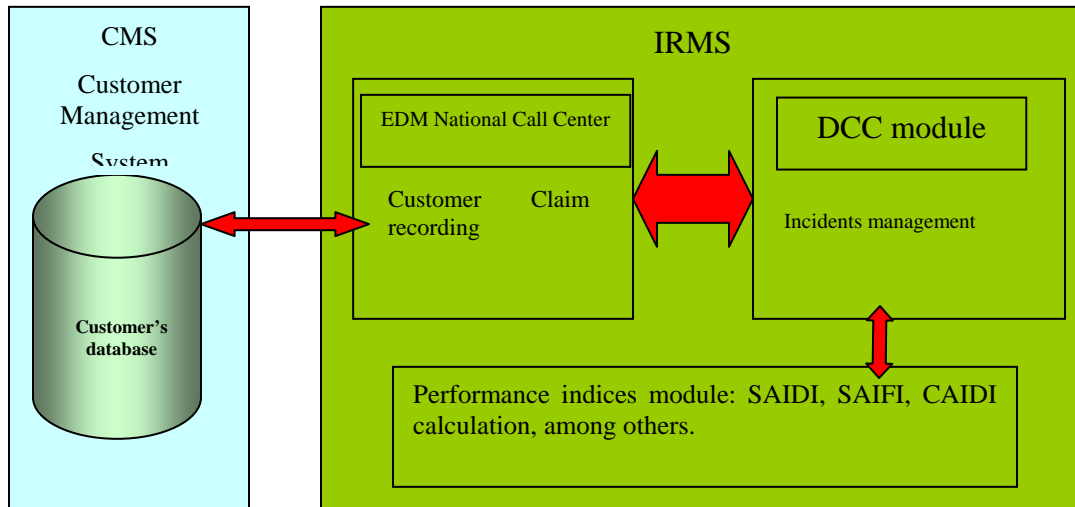 CMS
Customer
Management
System
Customer's
database
IRMS
EDM National Call Center
Customer Claim
recording
DCC module
Incidents management
Performance indices module: SAIDI, SAIFI, CAIDI
calculation, among others.